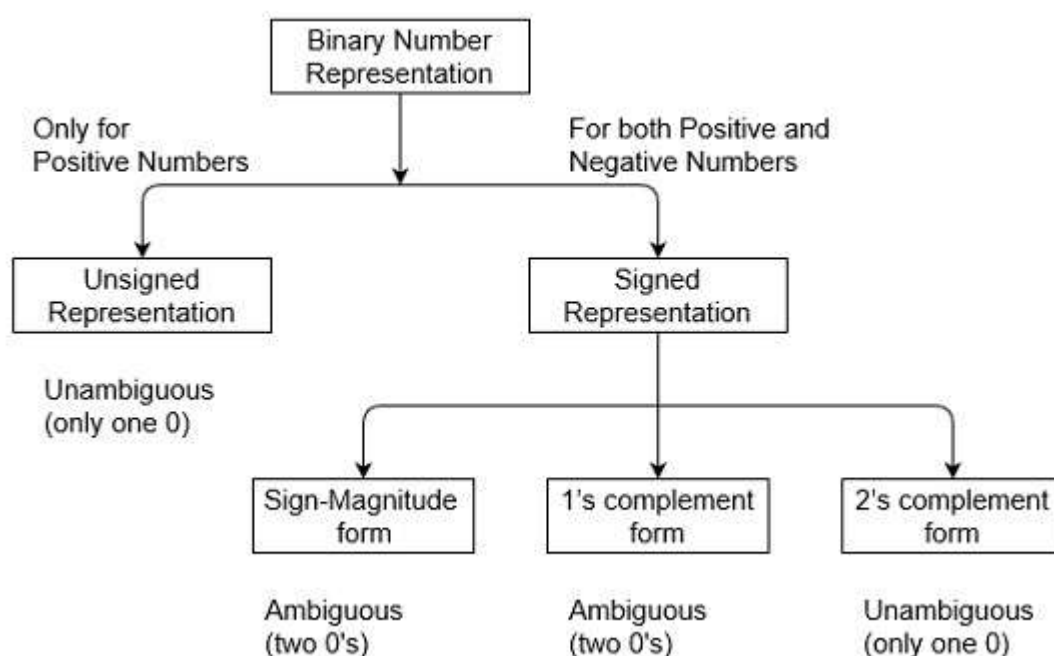 Binary Number
Representation
Only for
Positive Numbers
For both Positive and
Negative Numbers
Unsigned
Representation
Signed
Representation
Unambiguous
(only one 0)
Sign-Magnitude
form
1's complement
form
2's complement
form
Ambiguous
(two 0's)
Ambiguous
(two 0's)
Unambiguous
(only one 0)